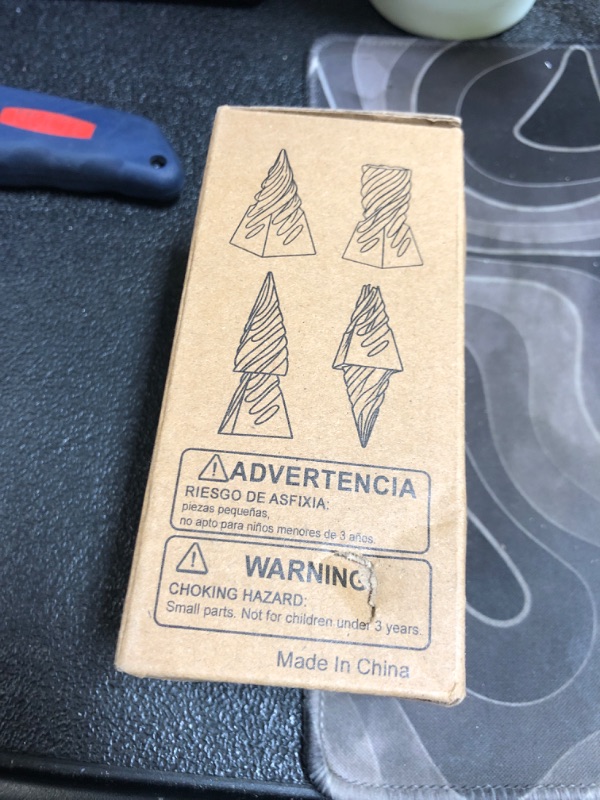 ADVERTENCIA
RIESGO DE ASFIXIA:
piezas pequeñas,
no apto para niños menores de 3 años.
WARNING
CHOKING HAZARD:
Small parts. Not for children under 3 years.
Made In China